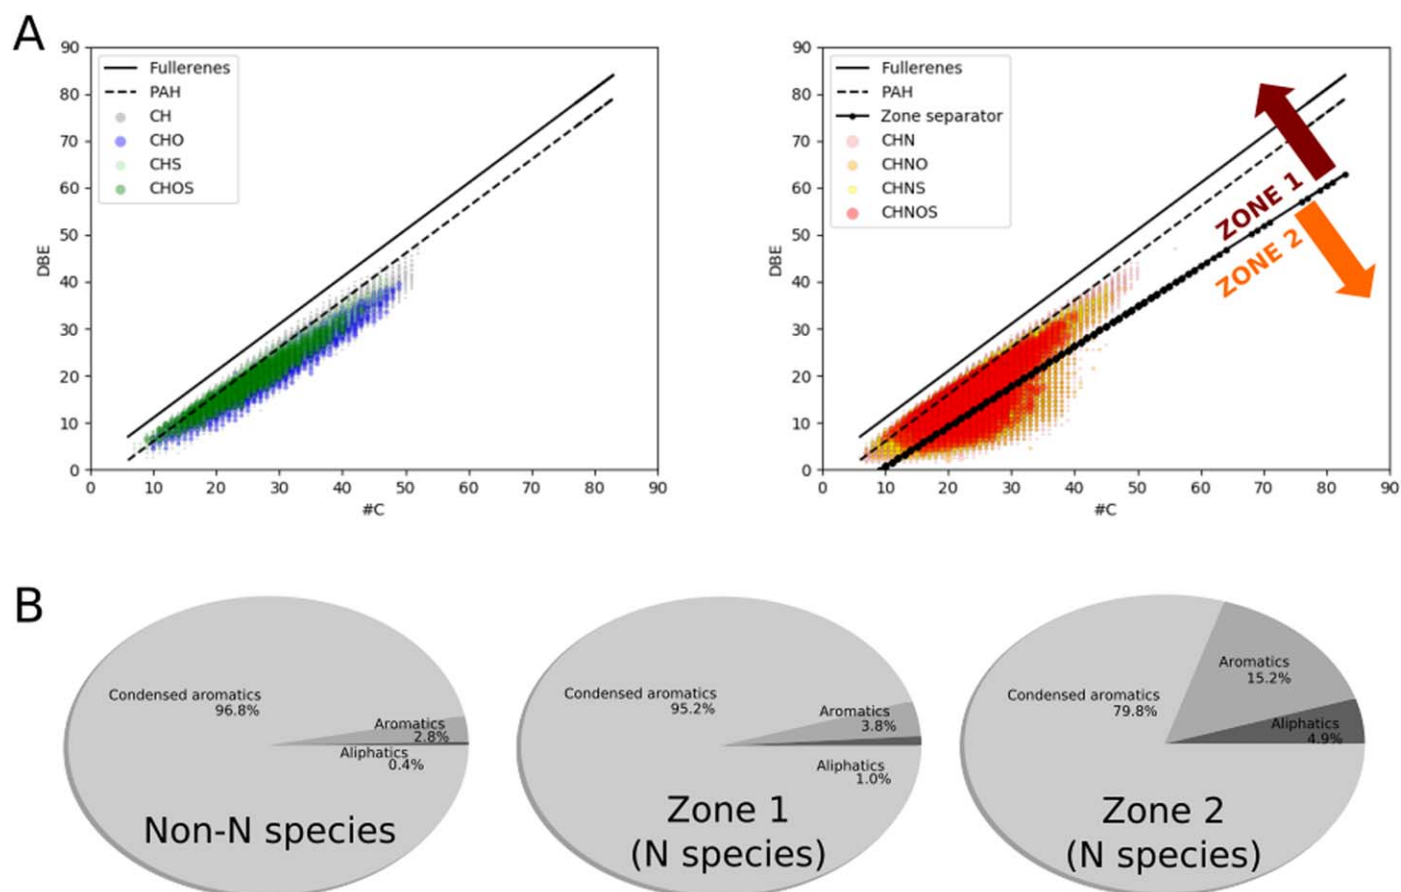 A
90
80
70
60
50
40
30
20
10
0
DBE
Fullerenes
PAH
CH
CHO
CHS
CHOS
0 10 20 30 40 50 60 70 80 90
#C
90
80
70
60
50
40
30
20
10
0
DBE
Fullerenes
PAH
Zone separator
CHN
CHNO
CHNS
CHNOS
ZONE 1
ZONE 2
0 10 20 30 40 50 60 70 80 90
#C
B
Condensed aromatics
96.8%
Aromatics
2.8%
Aliphatics
0.4%
Non-N species
Condensed aromatics
95.2%
Aromatics
3.8%
Aliphatics
1.0%
Zone 1
(N species)
Condensed aromatics
79.8%
Aromatics
15.2%
Aliphatics
4.9%
Zone 2
(N species)